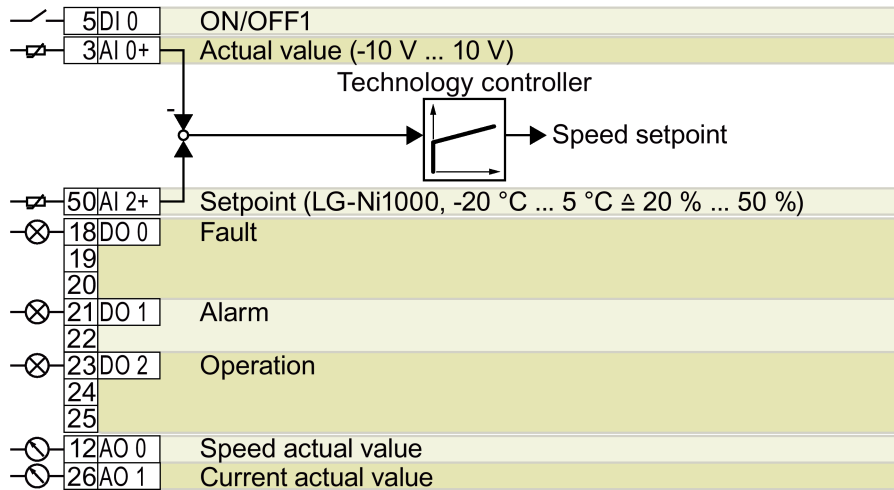 5 DI 0 ON/OFF1
3 AI 0+ Actual value (-10 V ... 10 V)
Technology controller
-
Speed setpoint
50 AI 2+ Setpoint (LG-Ni1000, -20 °C ... 5 °C ≙ 20 % ... 50 %)
18 DO 0 Fault
19
20
21 DO 1 Alarm
22
23 DO 2 Operation
24
25
12 AO 0 Speed actual value
26 AO 1 Current actual value